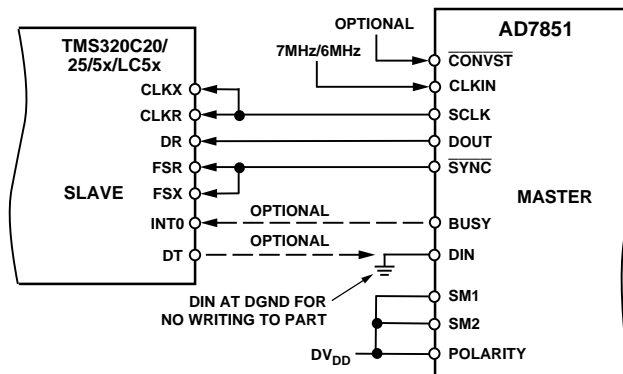 OPTIONAL
AD7851
TMS320C20/
25/5x/LC5x
7MHz/6MHz
CONVST
CLKIN
CLKX
CLKR
SCLK
DR
DOUT
FSR
SYNC
FSX
SLAVE
MASTER
INT0
OPTIONAL
BUSY
DT
OPTIONAL
DIN
DIN AT DGND FOR
NO WRITING TO PART
SM1
SM2
DVDD
POLARITY